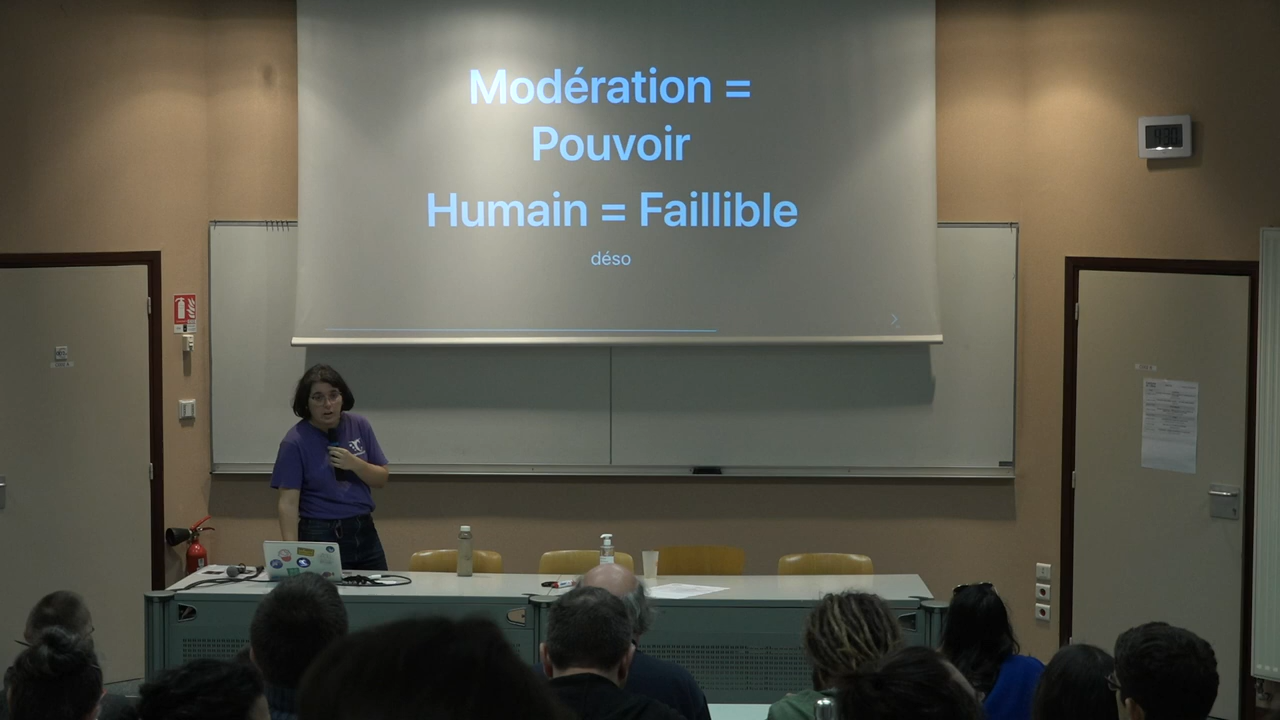 Modération =
Pouvoir
Humain = Faillible
déso